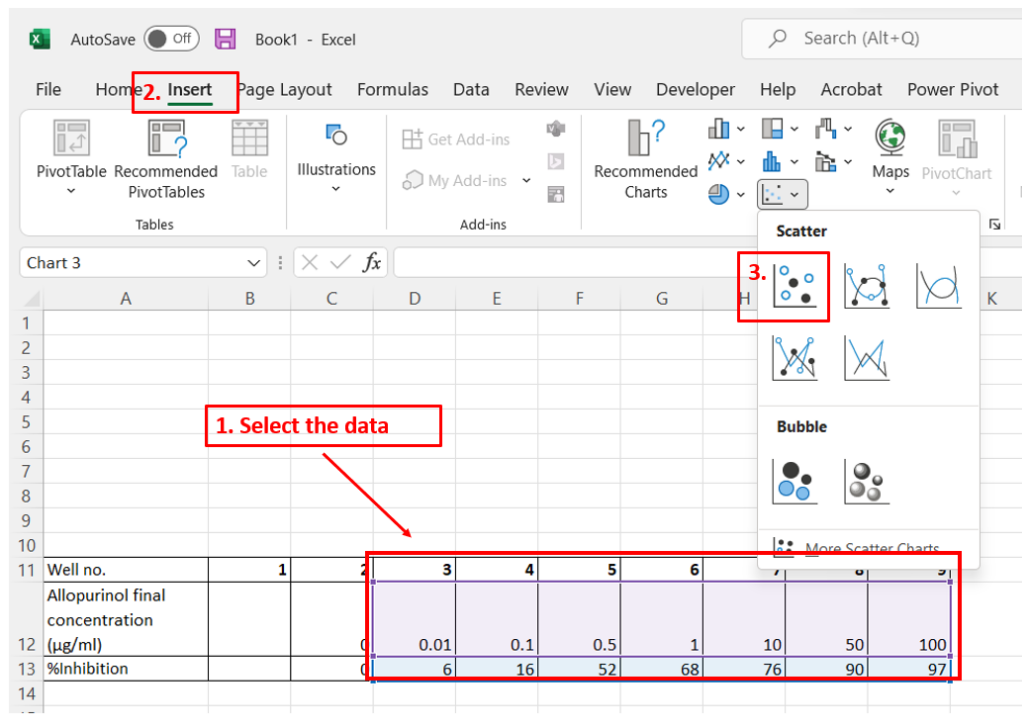 AutoSave Off Book1 - Excel Search (Alt+Q)
File Home 2. Insert Page Layout Formulas Data Review View Developer Help Acrobat Power Pivot
PivotTable Recommended PivotTables Table Illustrations Get Add-ins My Add-ins Recommended Charts Maps PivotChart
Tables Add-ins
Scatter
Chart 3 fx
3.
A B C D E F G H K
1
2
3
4
5 1. Select the data
Bubble
6
7
8
9
10
More Scatter Charts
11 Well no. 1 2 3 4 5 6 7 8 9
Allopurinol final
concentration
12 (µg/ml) 0 0.01 0.1 0.5 1 10 50 100
13 %Inhibition 0 6 16 52 68 76 90 97
14